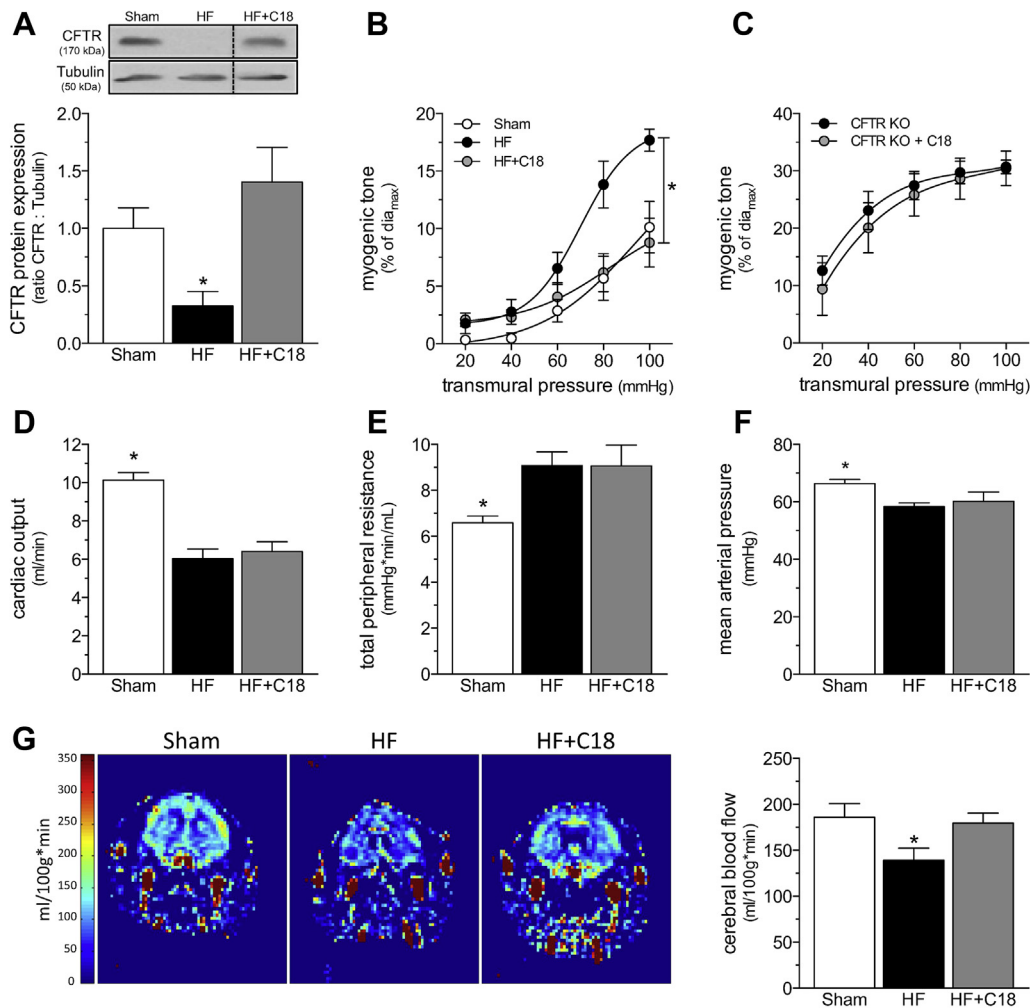 A
Sham HF HF+C18
CFTR
(170 kDa)
Tubulin
(50 kDa)
CFTR protein expression
(ratio CFTR : Tubulin)
2.0
1.5
1.0
0.5
0.0
*
Sham HF HF+C18
B
myogenic tone
(% of diamax)
20
15
10
5
0
Sham
HF
HF+C18
*
20 40 60 80 100
transmural pressure (mmHg)
C
myogenic tone
(% of diamax)
40
30
20
10
0
CFTR KO
CFTR KO + C18
20 40 60 80 100
transmural pressure (mmHg)
D
cardiac output
(ml/min)
12
10
8
6
4
2
0
*
Sham HF HF+C18
E
total peripheral resistance
(mmHg*min/mL)
10
8
6
4
2
0
*
Sham HF HF+C18
F
mean arterial pressure
(mmHg)
80
60
40
20
0
*
Sham HF HF+C18
G
Sham HF HF+C18
ml/100g*min
350
300
250
200
150
100
50
0
cerebral blood flow
(ml/100g*min)
250
200
150
100
50
0
*
Sham HF HF+C18